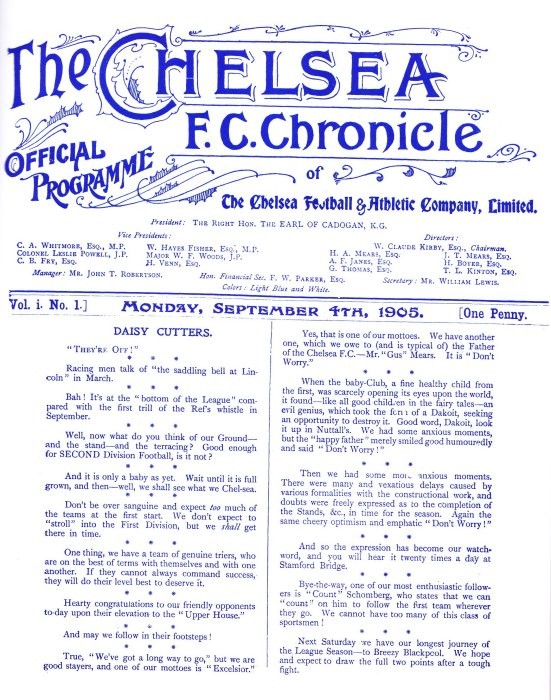 The CHELSEA
F.C. Chronicle
OFFICIAL
PROGRAMME
of
The Chelsea Football & Athletic Company, Limited.
President: THE RIGHT HON. THE EARL OF CADOGAN, K.G.
Vice Presidents:
C. A. WHITMORE, ESQ., M.P.
COLONEL LESLIE POWELL, J.P.
C. B. FRY, ESQ.
W. HAYES FISHER, ESQ., M.P.
MAJOR W. F. WOODS, J.P.
H. VENN, ESQ.
Directors:
W. CLAUDE KIRBY, ESQ., Chairman.
H. A. MEARS, ESQ.
A. F. JANES, ESQ.
G. THOMAS, ESQ.
J. T. MEARS, ESQ.
H. BOYER, ESQ.
T. L. KINTON, ESQ.
Manager: MR. JOHN T. ROBERTSON.
Hon. Financial Sec. F. W. PARKER, ESQ.
Secretary: MR. WILLIAM LEWIS.
Colors: Light Blue and White.
Vol. i. No. 1.]
MONDAY, SEPTEMBER 4TH, 1905.
[One Penny.
DAISY CUTTERS.
"THEY'RE OFF!"
* * *
Racing men talk of "the saddling bell at Lin-
coln" in March.
* * *
Bah! It's at the "bottom of the League" com-
pared with the first trill of the Ref's whistle in
September.
* * *
Well, now what do you think of our Ground—
and the stand—and the terracing? Good enough
for SECOND Division Football, is it not?
* * *
And it is only a baby as yet. Wait until it is full
grown, and then—well, we shall see what we Chel-sea.
* * *
Don't be over sanguine and expect too much of
the teams at the first start. We don't expect to
"stroll" into the First Division, but we shall get
there in time.
* * *
One thing, we have a team of genuine triers, who
are on the best of terms with themselves and with one
another. If they cannot always command success,
they will do their level best to deserve it.
* * *
Hearty congratulations to our friendly opponents
to-day upon their elevation to the "Upper House."
* * *
And may we follow in their footsteps!
* * *
True, "We've got a long way to go," but we are
good stayers, and one of our mottoes is "Excelsior."
Yes, that is one of our mottoes. We have another
one, which we owe to (and is typical of) the Father
of the Chelsea F.C.—Mr. "Gus" Mears. It is "Don't
Worry."
* * *
When the baby-Club, a fine healthy child from
the first, was scarcely opening its eyes upon the world,
it found—like all good children in the fairy tales—an
evil genius, which took the form of a Dakoit, seeking
an opportunity to destroy it. Good word, Dakoit, look
it up in Nuttall's. We had some anxious moments,
but the "happy father" merely smiled good humouredly
and said "Don't Worry!"
* * *
Then we had some more anxious moments.
There were many and vexatious delays caused by
various formalities with the constructional work, and
doubts were freely expressed as to the completion of
the Stands, &c., in time for the season. Again the
same cheery optimism and emphatic "Don't Worry!"
* * *
And so the expression has become our watch-
word, and you will hear it twenty times a day at
Stamford Bridge.
* * *
Bye-the-way, one of our most enthusiastic follow-
ers is "Count" Schomberg, who states that we can
"count" on him to follow the first team wherever
they go. We cannot have too many of this class of
sportsmen!
* * *
Next Saturday we have our longest journey of
the League Season—to Breezy Blackpool. We hope
and expect to draw the full two points after a tough
fight.